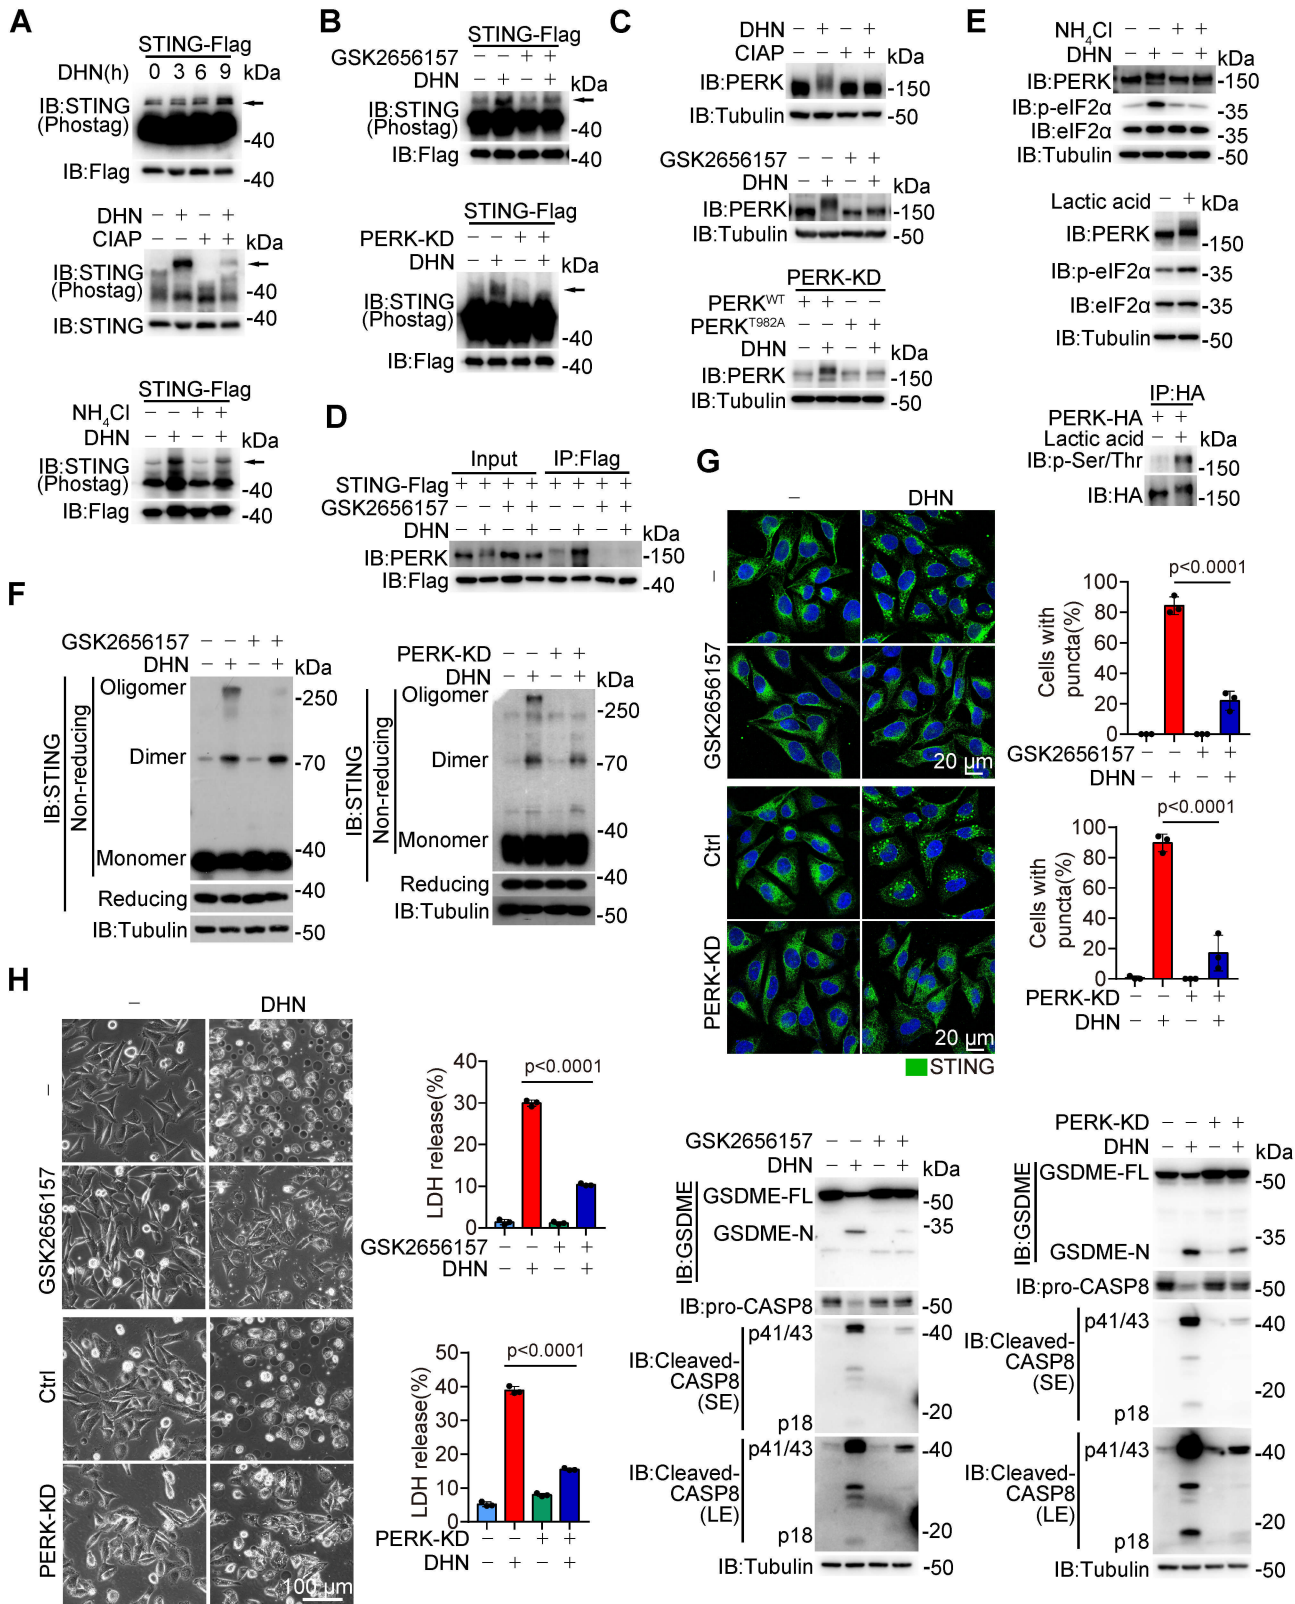 A
STING-Flag
DHN(h) 0 3 6 9 kDa
IB:STING
(Phostag)
-40
IB:Flag
-40
DHN − + − +
CIAP − − + + kDa
IB:STING
(Phostag)
-40
IB:STING
-40
STING-Flag
NH4Cl − − + +
DHN − + − + kDa
IB:STING
(Phostag)
-40
IB:Flag
-40
B
STING-Flag
GSK2656157 − − + +
DHN − + − + kDa
IB:STING
(Phostag)
-40
IB:Flag
-40
STING-Flag
PERK-KD − − + +
DHN − + − + kDa
IB:STING
(Phostag)
-40
IB:Flag
-40
C
DHN − + − +
CIAP − − + + kDa
IB:PERK -150
IB:Tubulin -50
GSK2656157 − − + +
DHN − + − + kDa
IB:PERK -150
IB:Tubulin -50
PERK-KD
PERKWT + + − −
PERKT982A − − + +
DHN − + − + kDa
IB:PERK -150
IB:Tubulin -50
D
Input IP:Flag
STING-Flag + + + + + + + +
GSK2656157 − − + + − − + +
DHN − + − + − + − + kDa
IB:PERK -150
IB:Flag -40
E
NH4Cl − − + +
DHN − + − + kDa
IB:PERK -150
IB:p-eIF2α -35
IB:eIF2α -35
IB:Tubulin -50
Lactic acid − + kDa
IB:PERK -150
IB:p-eIF2α -35
IB:eIF2α -35
IB:Tubulin -50
IP:HA
PERK-HA + +
Lactic acid − + kDa
IB:p-Ser/Thr -150
IB:HA -150
F
GSK2656157 − − + +
DHN − + − + kDa
IB:STING
Non-reducing
Oligomer -250
Dimer -70
Monomer -40
Reducing -40
IB:Tubulin -50
PERK-KD − − + +
DHN − + − + kDa
IB:STING
Non-reducing
Oligomer -250
Dimer -70
Monomer -40
Reducing -40
IB:Tubulin -50
G
− DHN
−
GSK2656157
20 µm
Ctrl
PERK-KD
20 µm
STING
p<0.0001
Cells with
puncta(%)
100
80
60
40
20
0
GSK2656157 − − + +
DHN − + − +
p<0.0001
Cells with
puncta(%)
100
80
60
40
20
0
PERK-KD − − + +
DHN − + − +
H
− DHN
−
GSK2656157
Ctrl
PERK-KD
100 µm
p<0.0001
LDH release(%)
40
30
20
10
0
GSK2656157 − − + +
DHN − + − +
p<0.0001
LDH release(%)
50
40
30
20
10
0
PERK-KD − − + +
DHN − + − +
GSK2656157 − − + +
DHN − + − + kDa
IB:GSDME
GSDME-FL -50
-35
GSDME-N
IB:pro-CASP8 -50
p41/43 -40
IB:Cleaved-
CASP8
(SE)
-20
p18
p41/43 -40
IB:Cleaved-
CASP8
(LE)
-20
p18
IB:Tubulin -50
PERK-KD − − + +
DHN − + − + kDa
IB:GSDME
GSDME-FL -50
-35
GSDME-N
IB:pro-CASP8 -50
p41/43 -40
IB:Cleaved-
CASP8
(SE)
-20
p18
p41/43 -40
IB:Cleaved-
CASP8
(LE)
-20
p18
IB:Tubulin -50